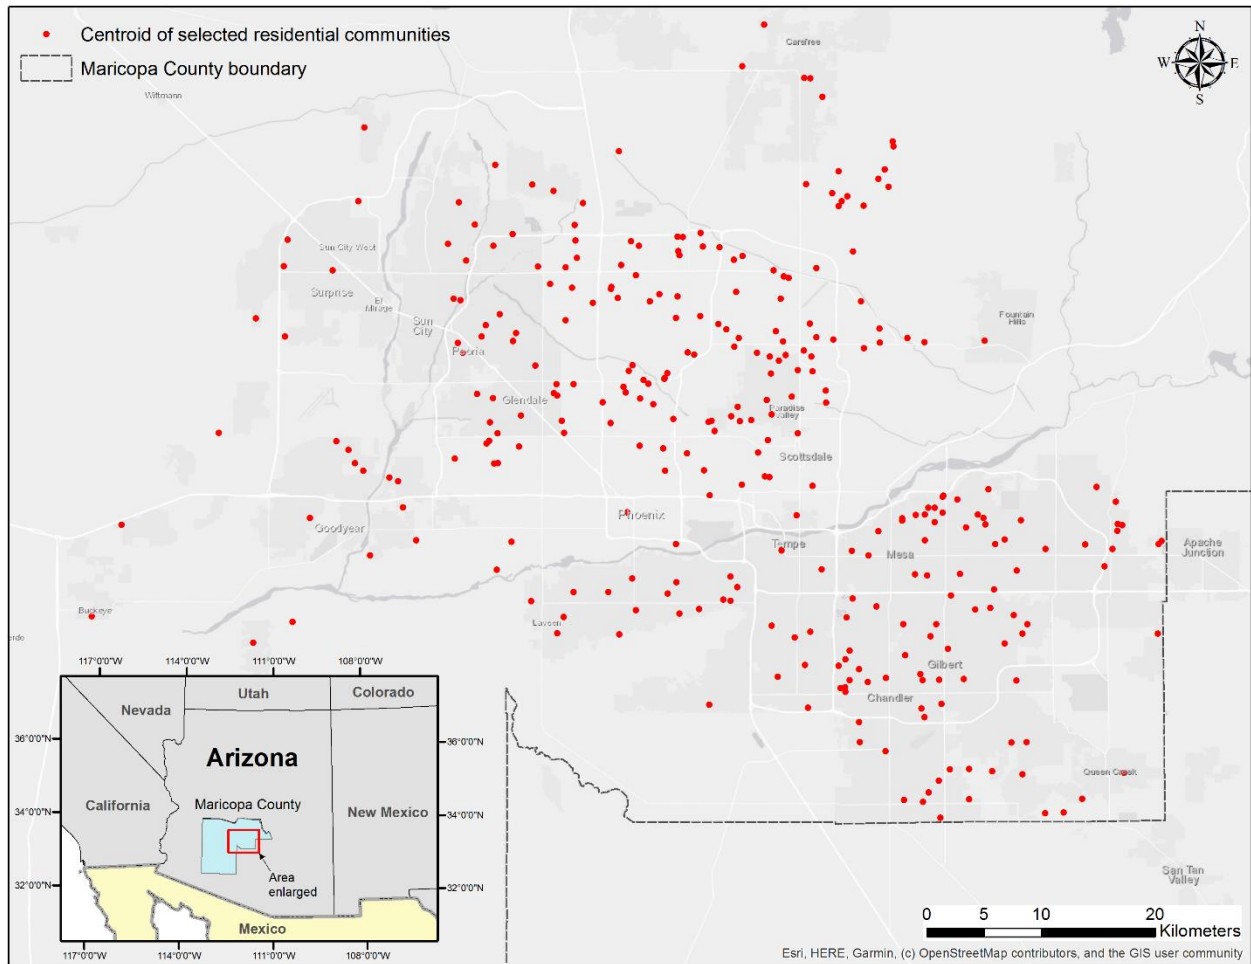 Centroid of selected residential communities
Maricopa County boundary
N
W
E
S
Carefree
Wittmann
Sun City West
Surprise
El
Mirage
Sun
City
Peoria
Fountain
Hills
Glendale
Paradise
Valley
Scottsdale
Goodyear
Phoenix
Tempe
Mesa
Apache
Junction
Buckeye
erde
Laveen
Gilbert
Chandler
Queen Creek
San Tan
Valley
117°0'0"W
114°0'0"W
111°0'0"W
108°0'0"W
Utah
Colorado
Nevada
36°0'0"N
36°0'0"N
Arizona
California
Maricopa County
New Mexico
34°0'0"N
34°0'0"N
Area
enlarged
32°0'0"N
32°0'0"N
Mexico
117°0'0"W
114°0'0"W
111°0'0"W
108°0'0"W
0 5 10 20
Kilometers
Esri, HERE, Garmin, (c) OpenStreetMap contributors, and the GIS user community